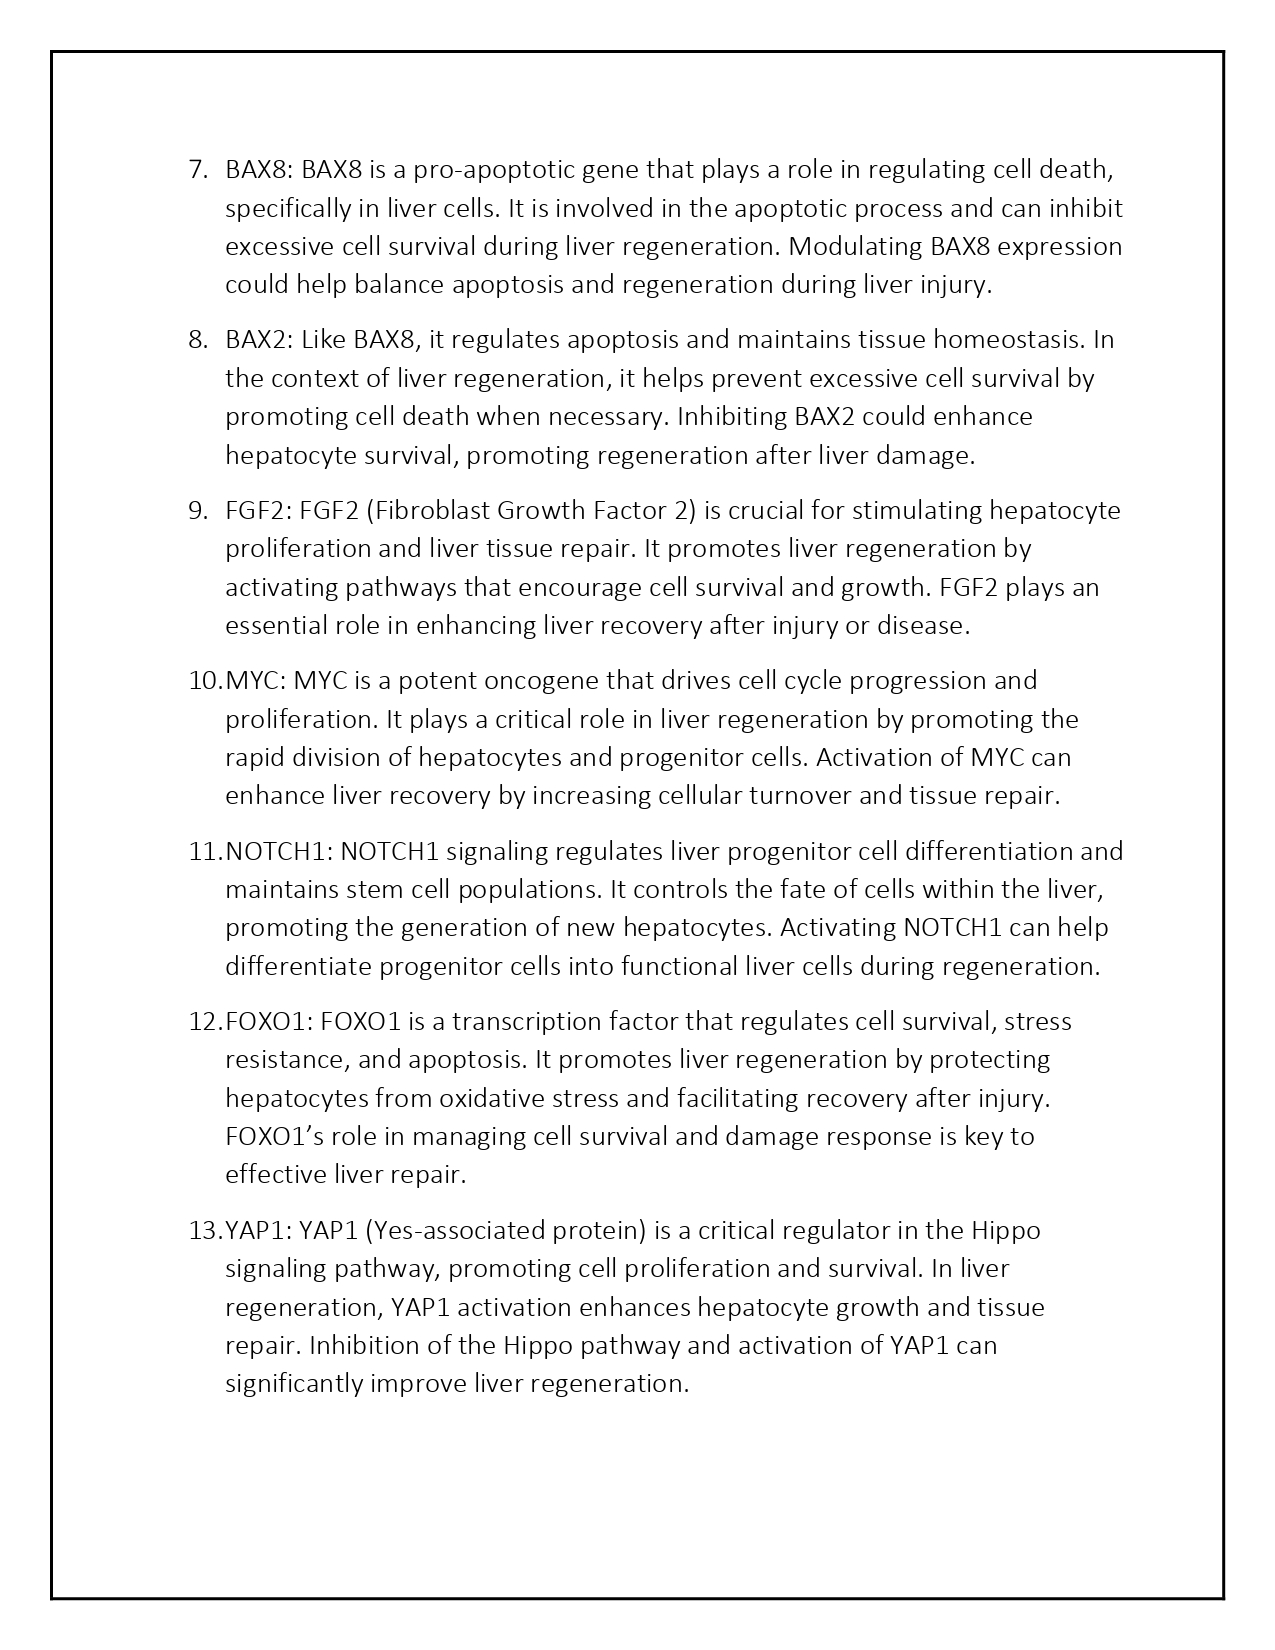 7. BAX8: BAX8 is a pro-apoptotic gene that plays a role in regulating cell death,
specifically in liver cells. It is involved in the apoptotic process and can inhibit
excessive cell survival during liver regeneration. Modulating BAX8 expression
could help balance apoptosis and regeneration during liver injury.
8. BAX2: Like BAX8, it regulates apoptosis and maintains tissue homeostasis. In
the context of liver regeneration, it helps prevent excessive cell survival by
promoting cell death when necessary. Inhibiting BAX2 could enhance
hepatocyte survival, promoting regeneration after liver damage.
9. FGF2: FGF2 (Fibroblast Growth Factor 2) is crucial for stimulating hepatocyte
proliferation and liver tissue repair. It promotes liver regeneration by
activating pathways that encourage cell survival and growth. FGF2 plays an
essential role in enhancing liver recovery after injury or disease.
10. MYC: MYC is a potent oncogene that drives cell cycle progression and
proliferation. It plays a critical role in liver regeneration by promoting the
rapid division of hepatocytes and progenitor cells. Activation of MYC can
enhance liver recovery by increasing cellular turnover and tissue repair.
11. NOTCH1: NOTCH1 signaling regulates liver progenitor cell differentiation and
maintains stem cell populations. It controls the fate of cells within the liver,
promoting the generation of new hepatocytes. Activating NOTCH1 can help
differentiate progenitor cells into functional liver cells during regeneration.
12. FOXO1: FOXO1 is a transcription factor that regulates cell survival, stress
resistance, and apoptosis. It promotes liver regeneration by protecting
hepatocytes from oxidative stress and facilitating recovery after injury.
FOXO1’s role in managing cell survival and damage response is key to
effective liver repair.
13. YAP1: YAP1 (Yes-associated protein) is a critical regulator in the Hippo
signaling pathway, promoting cell proliferation and survival. In liver
regeneration, YAP1 activation enhances hepatocyte growth and tissue
repair. Inhibition of the Hippo pathway and activation of YAP1 can
significantly improve liver regeneration.